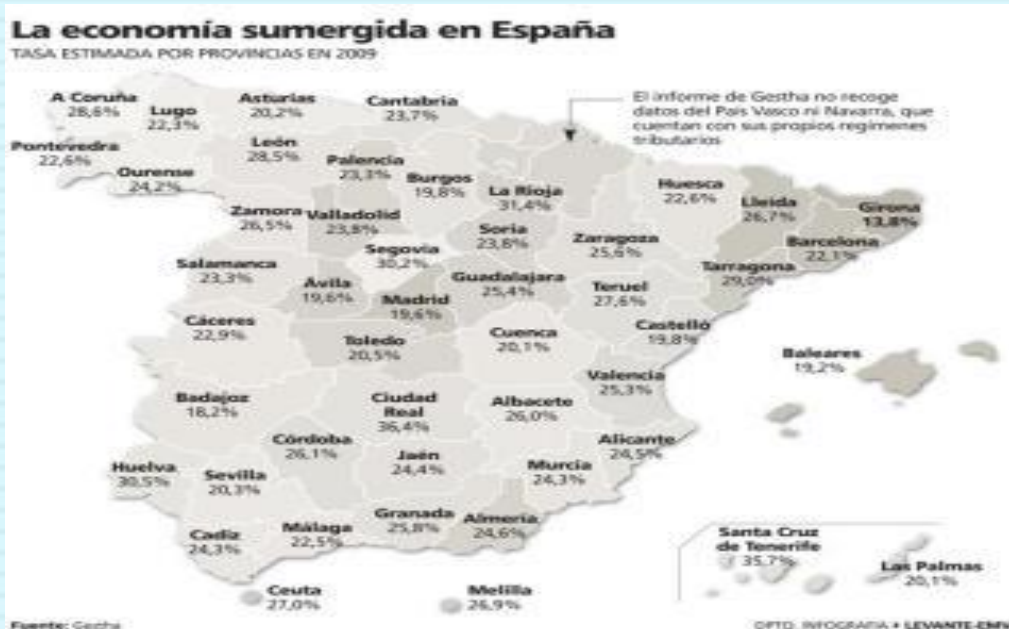 La economía sumergida en España
TASA ESTIMADA POR PROVINCIAS EN 2009
El informe de Gestha no recoge
datos del País Vasco ni Navarra, que
cuentan con sus propios regímenes
tributarios
A Coruña
28,6%
Lugo
22,3%
Asturias
20,2%
Cantabria
23,7%
Pontevedra
22,6%
Ourense
24,2%
León
28,5%
Palencia
23,3%
Burgos
19,8%
La Rioja
31,4%
Huesca
22,6%
Lleida
26,7%
Girona
13,8%
Zamora
26,5%
Valladolid
23,8%
Soria
23,8%
Zaragoza
25,6%
Barcelona
22,1%
Salamanca
23,3%
Segovia
30,2%
Ávila
19,6%
Madrid
19,6%
Guadalajara
25,4%
Teruel
27,6%
Tarragona
29,0%
Cáceres
22,9%
Toledo
20,5%
Cuenca
20,1%
Castelló
19,8%
Baleares
19,2%
Badajoz
18,2%
Ciudad
Real
36,4%
Albacete
26,0%
Valencia
25,3%
Córdoba
26,1%
Jaén
24,4%
Murcia
24,3%
Alicante
24,5%
Huelva
30,5%
Sevilla
20,3%
Granada
25,8%
Almería
24,6%
Cadiz
24,3%
Málaga
22,5%
Santa Cruz
de Tenerife
35,7%
Las Palmas
20,1%
Ceuta
27,0%
Melilla
26,9%
Fuente: Gestha
DPTO. INFOGRAFÍA • LEVANTE-EMV